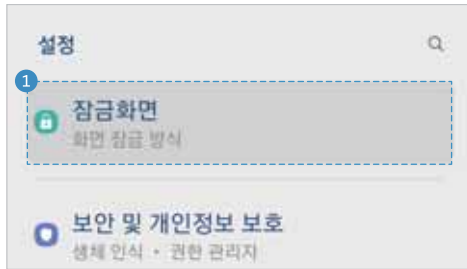 설정
1
잠금화면
화면 잠금 방식
보안 및 개인정보 보호
생체 인식 • 권한 관리자